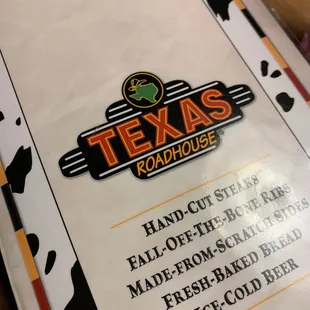 TEXAS
ROADHOUSE
HAND-CUT STEAKS
FALL-OFF-THE-BONE RIBS
MADE-FROM-SCRATCH SIDES
FRESH-BAKED BREAD
ICE-COLD BEER